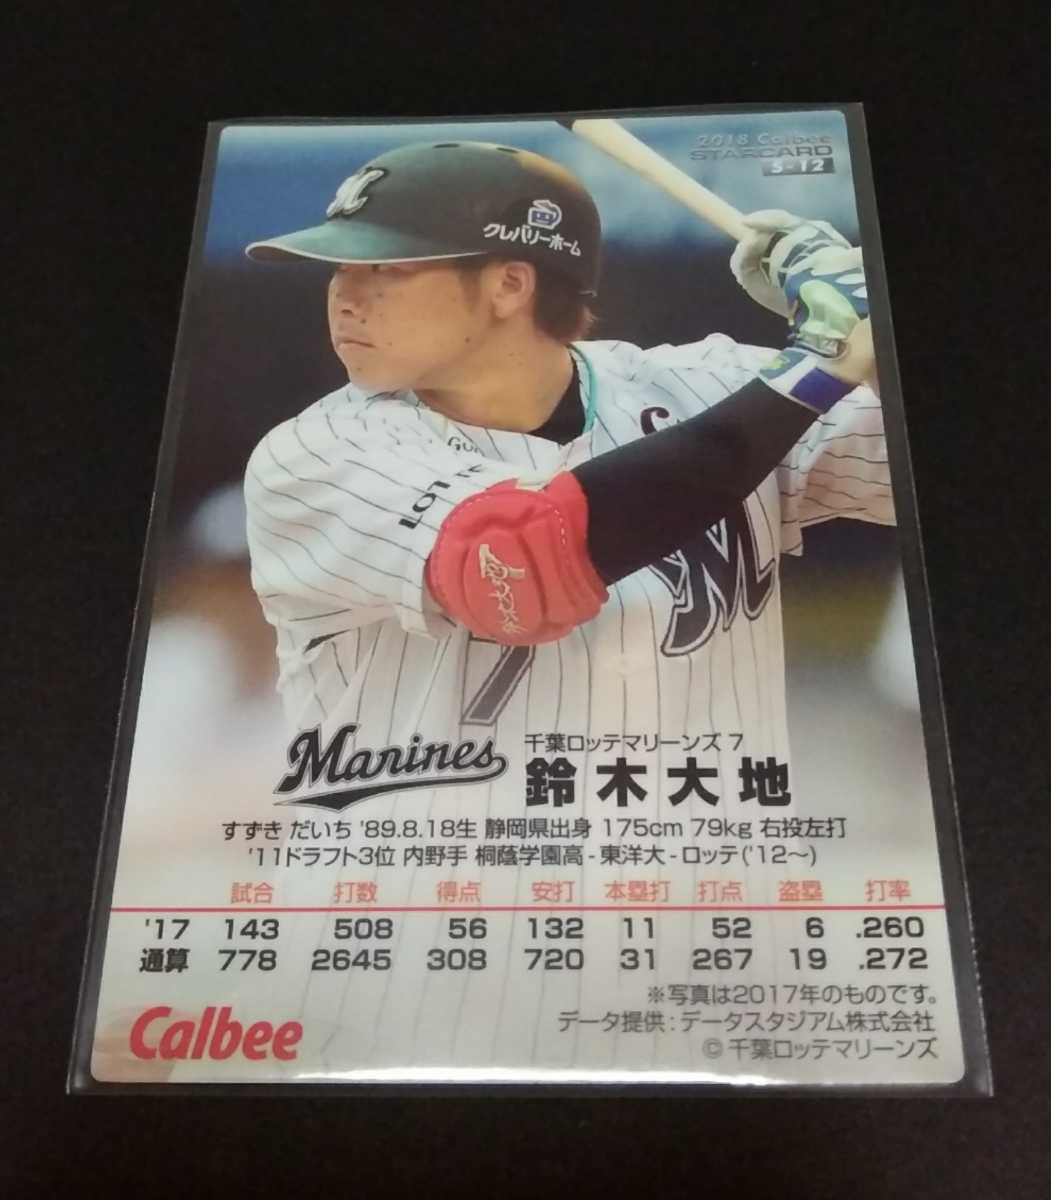 2018 Calbee
STARCARD
S-12
M
クレバリーホーム
LOT
M
7
Marines
千葉ロッテマリーンズ 7
鈴木大地
すずき だいち '89.8.18生 静岡県出身 175cm 79kg 右投左打
'11ドラフト3位 内野手 桐蔭学園高-東洋大-ロッテ('12〜)
試合 打数 得点 安打 本塁打 打点 盗塁 打率
'17 143 508 56 132 11 52 6 .260
通算 778 2645 308 720 31 267 19 .272
※写真は2017年のものです。
データ提供：データスタジアム株式会社
Calbee
© 千葉ロッテマリーンズ